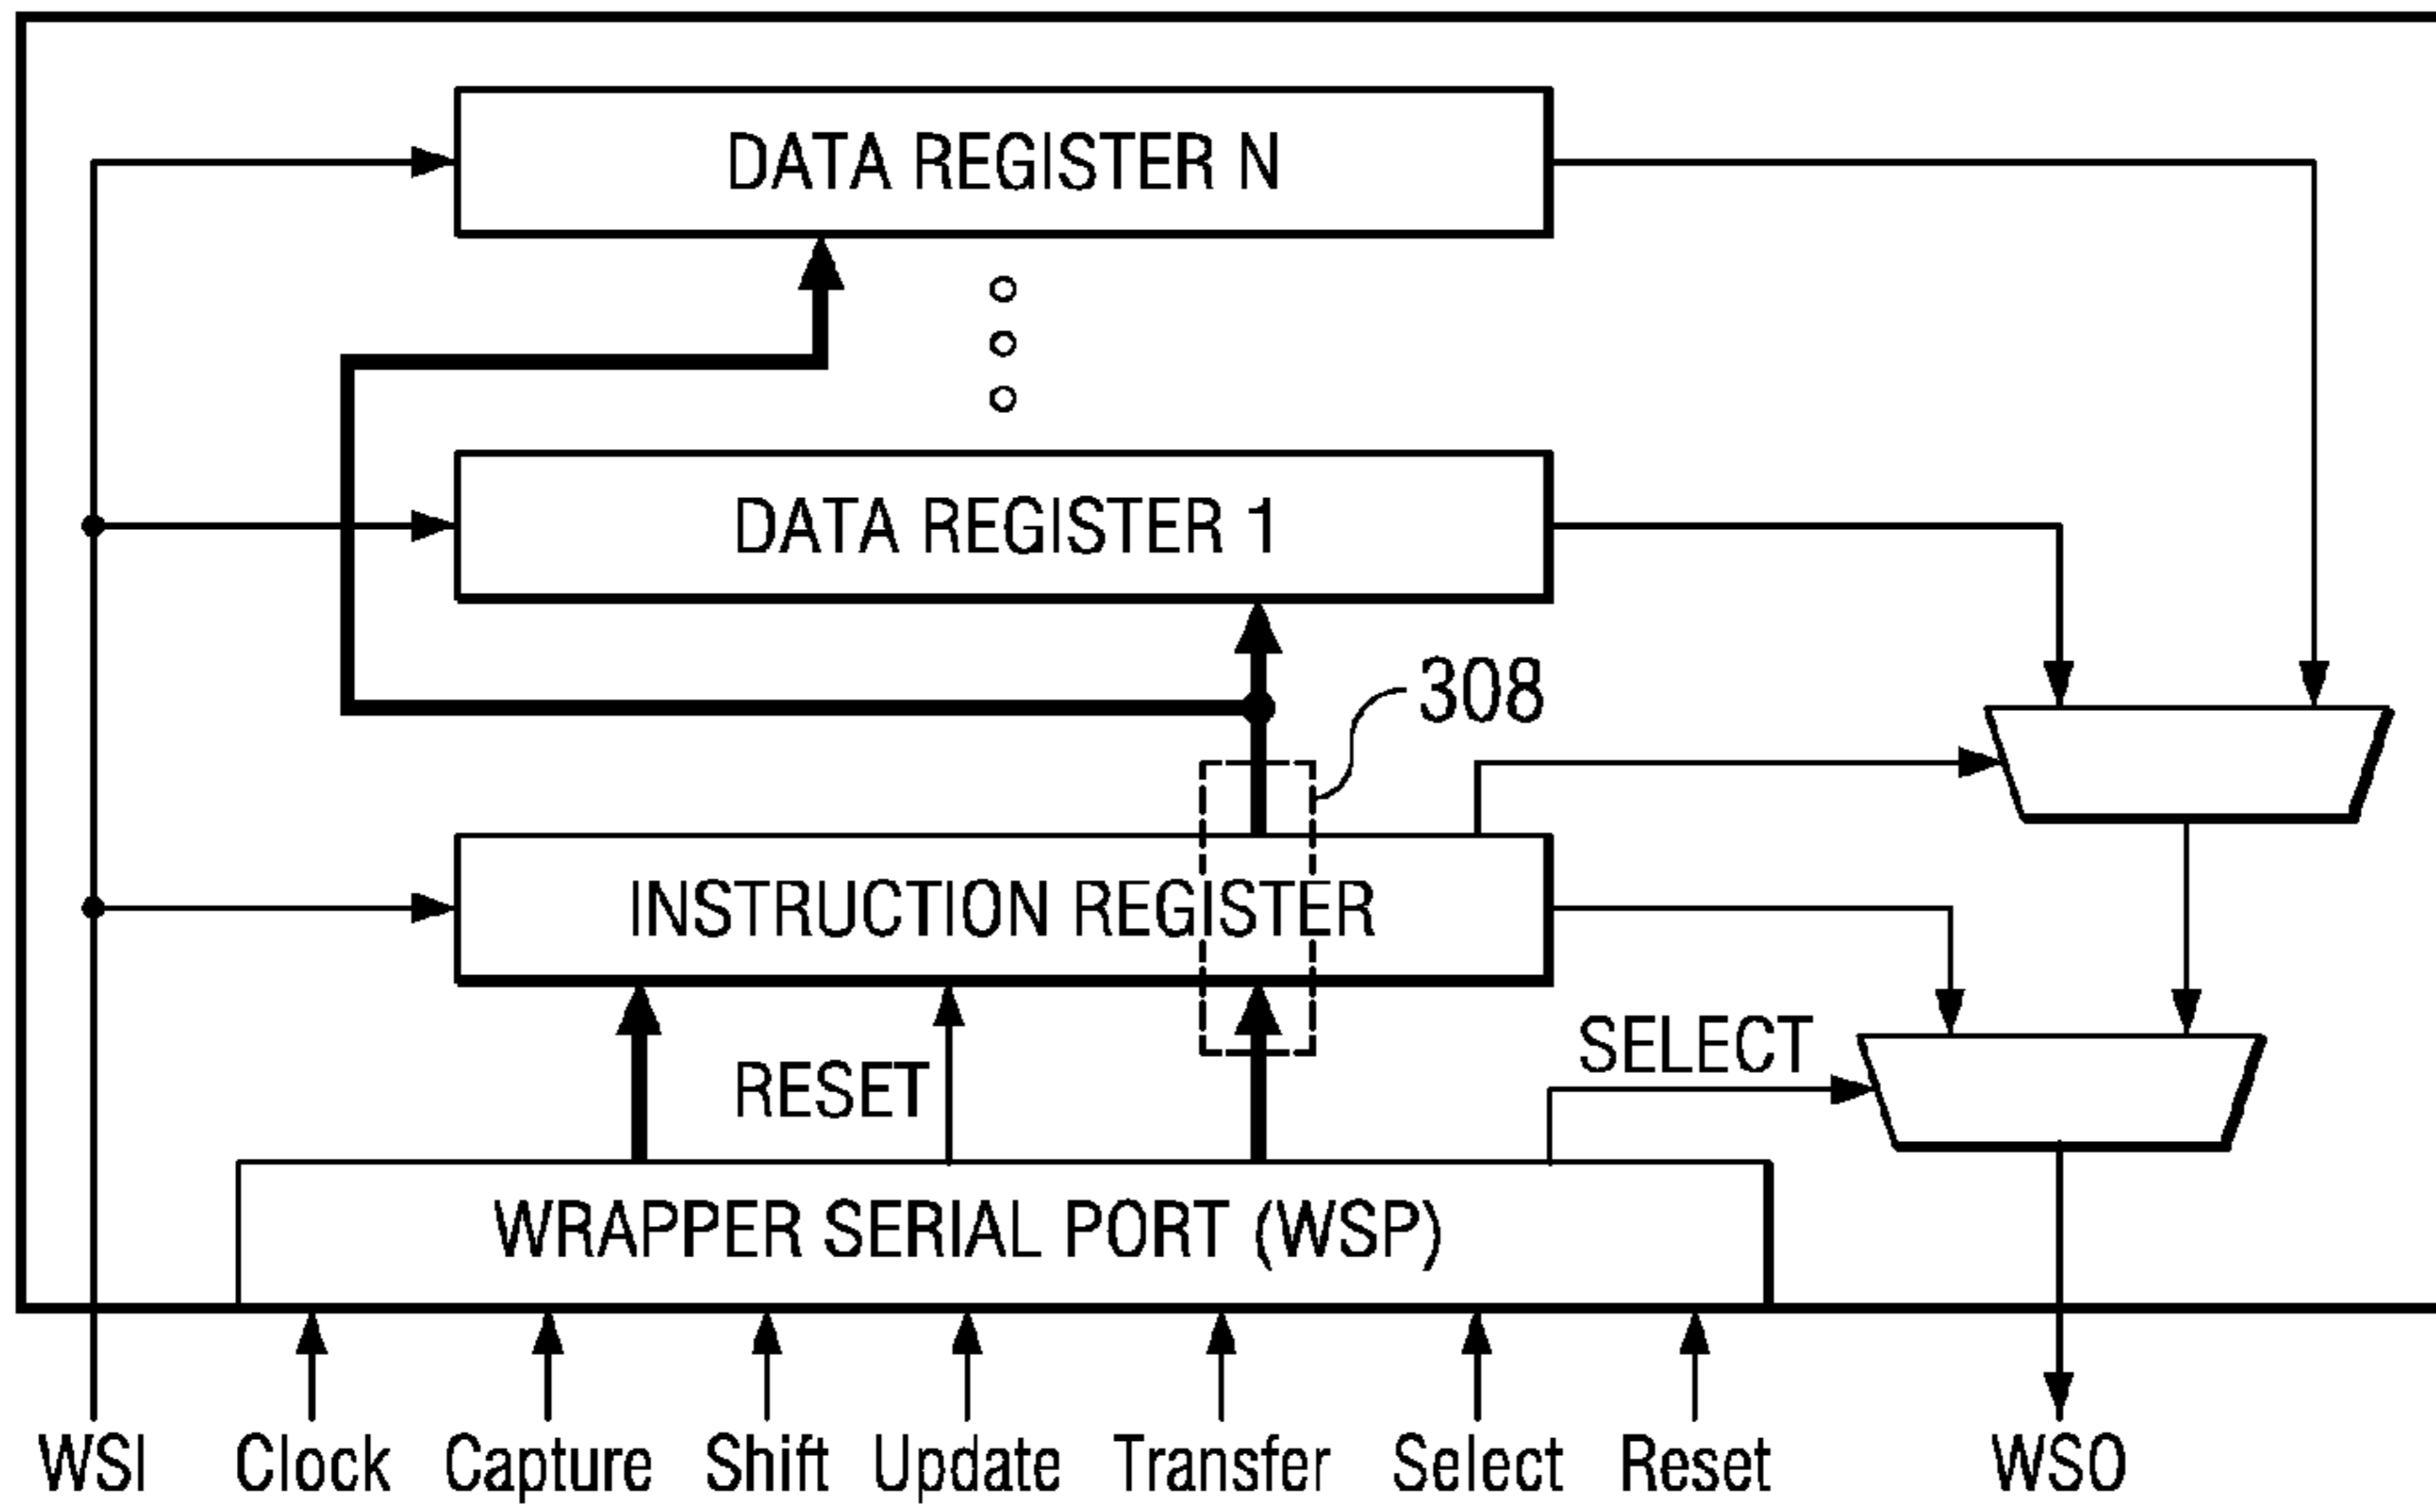 DATA REGISTER N
DATA REGISTER 1
308
INSTRUCTION REGISTER
SELECT
RESET
WRAPPER SERIAL PORT (WSP)
WSI Clock Capture Shift Update Transfer Select Reset WSO